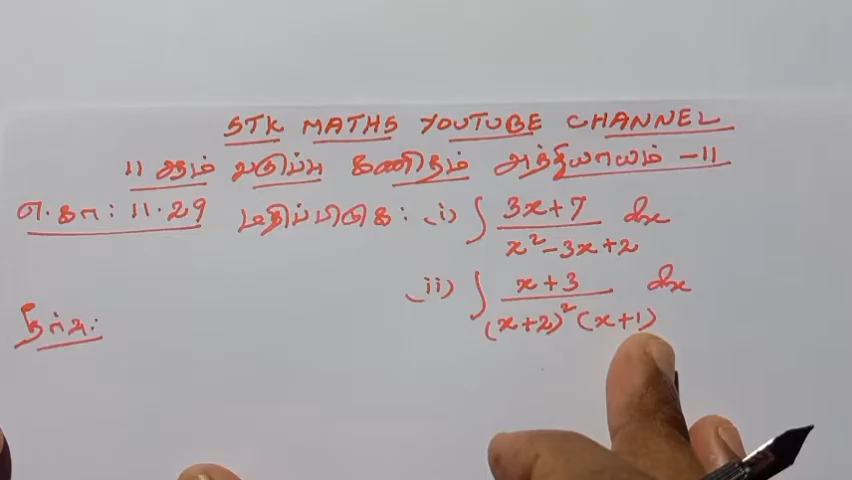 STK MATHS YOUTUBE CHANNEL
11 ஆம் வகுப்பு கணிதம் அத்தியாயம் -11
எ.கா: 11.29 மதிப்பிடுக: (i) ∫ (3x+7)/(x²-3x+2) dx
(ii) ∫ (x+3)/((x+2)²(x+1)) dx
தீர்வு: